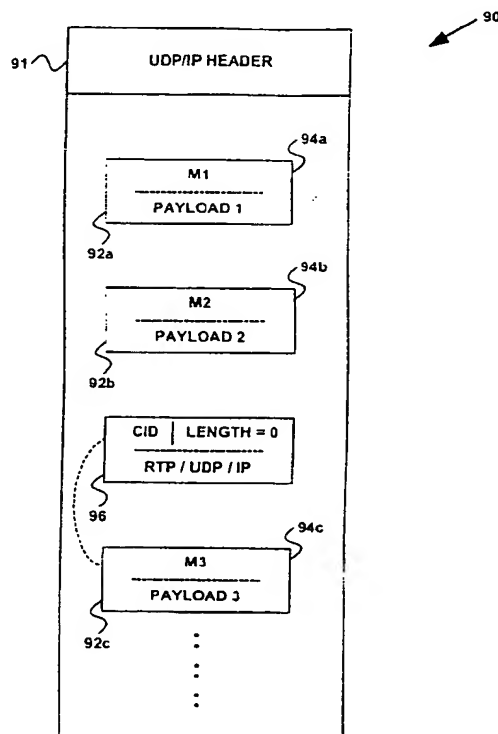 90
91
UDP/IP HEADER
94a
M1
PAYLOAD 1
92a
94b
M2
PAYLOAD 2
92b
CID | LENGTH = 0
RTP / UDP / IP
96
94c
M3
PAYLOAD 3
92c